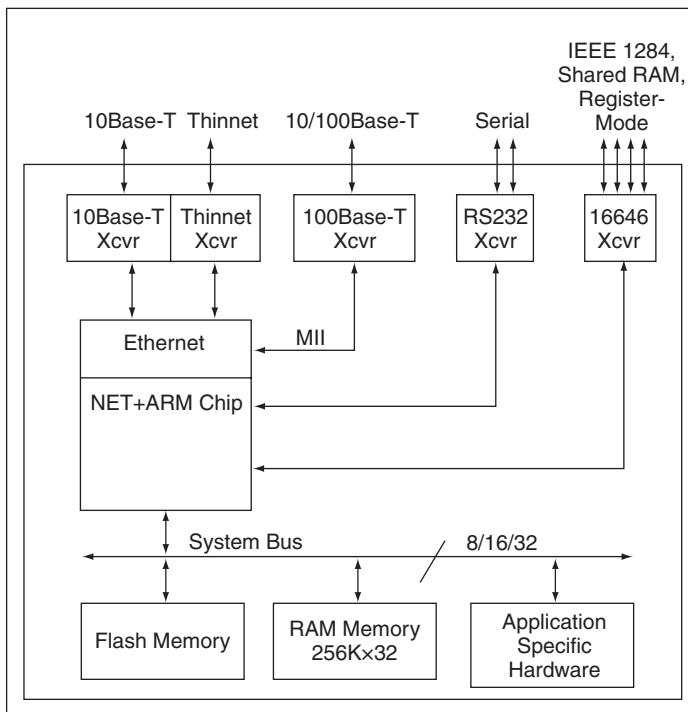 IEEE 1284,
Shared RAM,
Register-
Mode
10Base-T Thinnet 10/100Base-T Serial
10Base-T
Xcvr
Thinnet
Xcvr
100Base-T
Xcvr
RS232
Xcvr
16646
Xcvr
Ethernet
MII
NET+ARM Chip
System Bus 8/16/32
Flash Memory
RAM Memory
256K×32
Application
Specific
Hardware